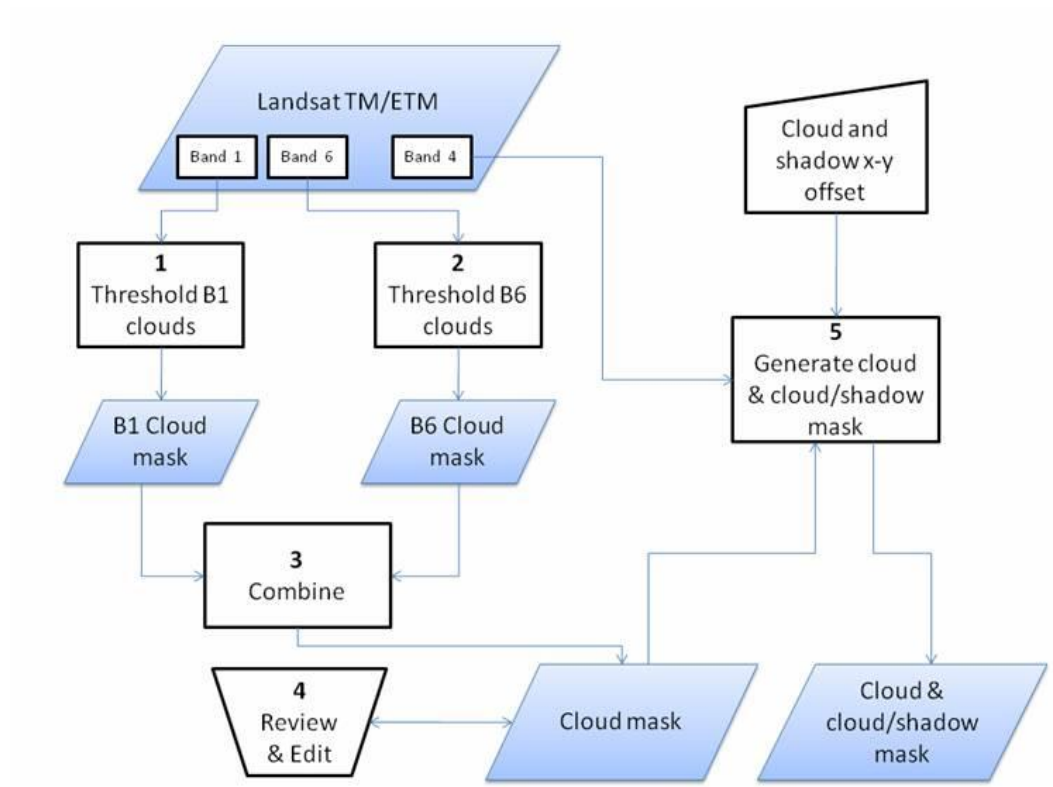 Landsat TM/ETM
Band 1
Band 6
Band 4
Cloud and
shadow x-y
offset
1
Threshold B1
clouds
2
Threshold B6
clouds
5
Generate cloud
& cloud/shadow
mask
B1 Cloud
mask
B6 Cloud
mask
3
Combine
4
Review
& Edit
Cloud mask
Cloud &
cloud/shadow
mask